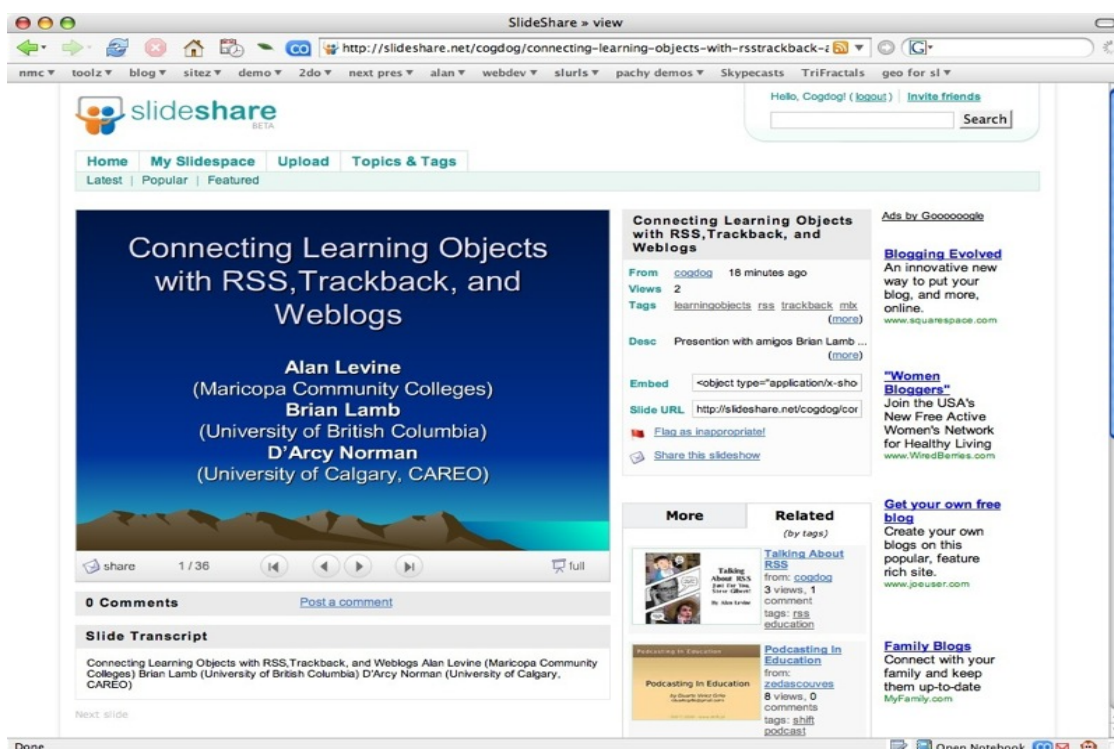 SlideShare » view
http://slideshare.net/cogdog/connecting-learning-objects-with-rsstrackback-a
G
nmc toolz blog sitez demo 2do next pres alan webdev slurls pachy demos Skypecasts TriFractals geo for sl
slideshare
BETA
Hello, Cogdog! (logout) | Invite friends
Search
Home My Slidespace Upload Topics & Tags
Latest | Popular | Featured
Connecting Learning Objects
with RSS,Trackback, and
Weblogs
Alan Levine
(Maricopa Community Colleges)
Brian Lamb
(University of British Columbia)
D'Arcy Norman
(University of Calgary, CAREO)
share 1 / 36 full
0 Comments Post a comment
Slide Transcript
Connecting Learning Objects with RSS,Trackback, and Weblogs Alan Levine (Maricopa Community
Colleges) Brian Lamb (University of British Columbia) D'Arcy Norman (University of Calgary,
CAREO)
Next slide
Connecting Learning Objects
with RSS,Trackback, and
Weblogs
From cogdog 18 minutes ago
Views 2
Tags learningobjects rss trackback mlx
(more)
Desc Presention with amigos Brian Lamb ...
(more)
Embed <object type="application/x-sho
Slide URL http://slideshare.net/cogdog/cor
Flag as inappropriate!
Share this slideshow
More Related
(by tags)
Talking
About RSS
Just For You,
By Alan Levine
Talking About
RSS
from: cogdog
3 views, 1
comment
tags: rss
education
Podcasting In Education
Podcasting In Education
Podcasting In
Education
from:
zedascouves
8 views, 0
comments
tags: shift
podcast
Ads by Goooooogle
Blogging Evolved
An innovative new
way to put your
blog, and more,
online.
www.squarespace.com
"Women
Bloggers"
Join the USA's
New Free Active
Women's Network
for Healthy Living
www.WiredBerries.com
Get your own free
blog
Create your own
blogs on this
popular, feature
rich site.
www.joeuser.com
Family Blogs
Connect with your
family and keep
them up-to-date
MyFamily.com
Done
Open Notebook